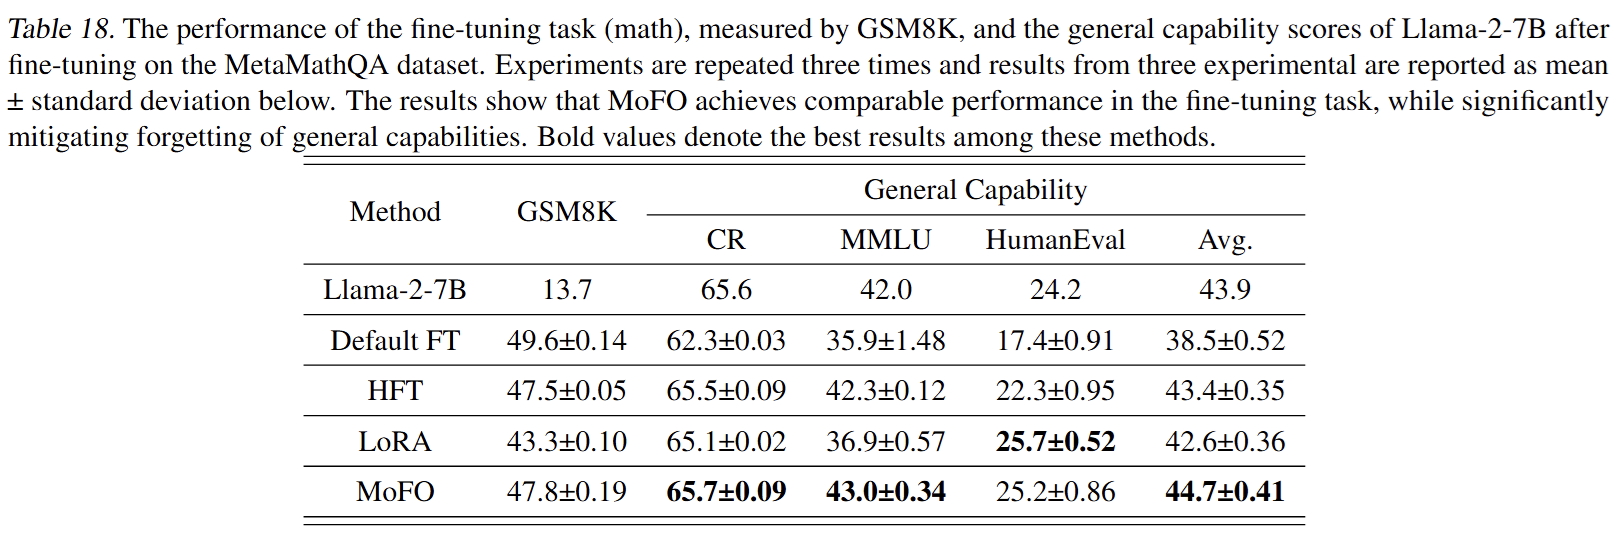 Table 18. The performance of the fine-tuning task (math), measured by GSM8K, and the general capability scores of Llama-2-7B after
fine-tuning on the MetaMathQA dataset. Experiments are repeated three times and results from three experimental are reported as mean
± standard deviation below. The results show that MoFO achieves comparable performance in the fine-tuning task, while significantly
mitigating forgetting of general capabilities. Bold values denote the best results among these methods.
Method GSM8K General Capability
CR MMLU HumanEval Avg.
Llama-2-7B 13.7 65.6 42.0 24.2 43.9
Default FT 49.6±0.14 62.3±0.03 35.9±1.48 17.4±0.91 38.5±0.52
HFT 47.5±0.05 65.5±0.09 42.3±0.12 22.3±0.95 43.4±0.35
LoRA 43.3±0.10 65.1±0.02 36.9±0.57 25.7±0.52 42.6±0.36
MoFO 47.8±0.19 65.7±0.09 43.0±0.34 25.2±0.86 44.7±0.41